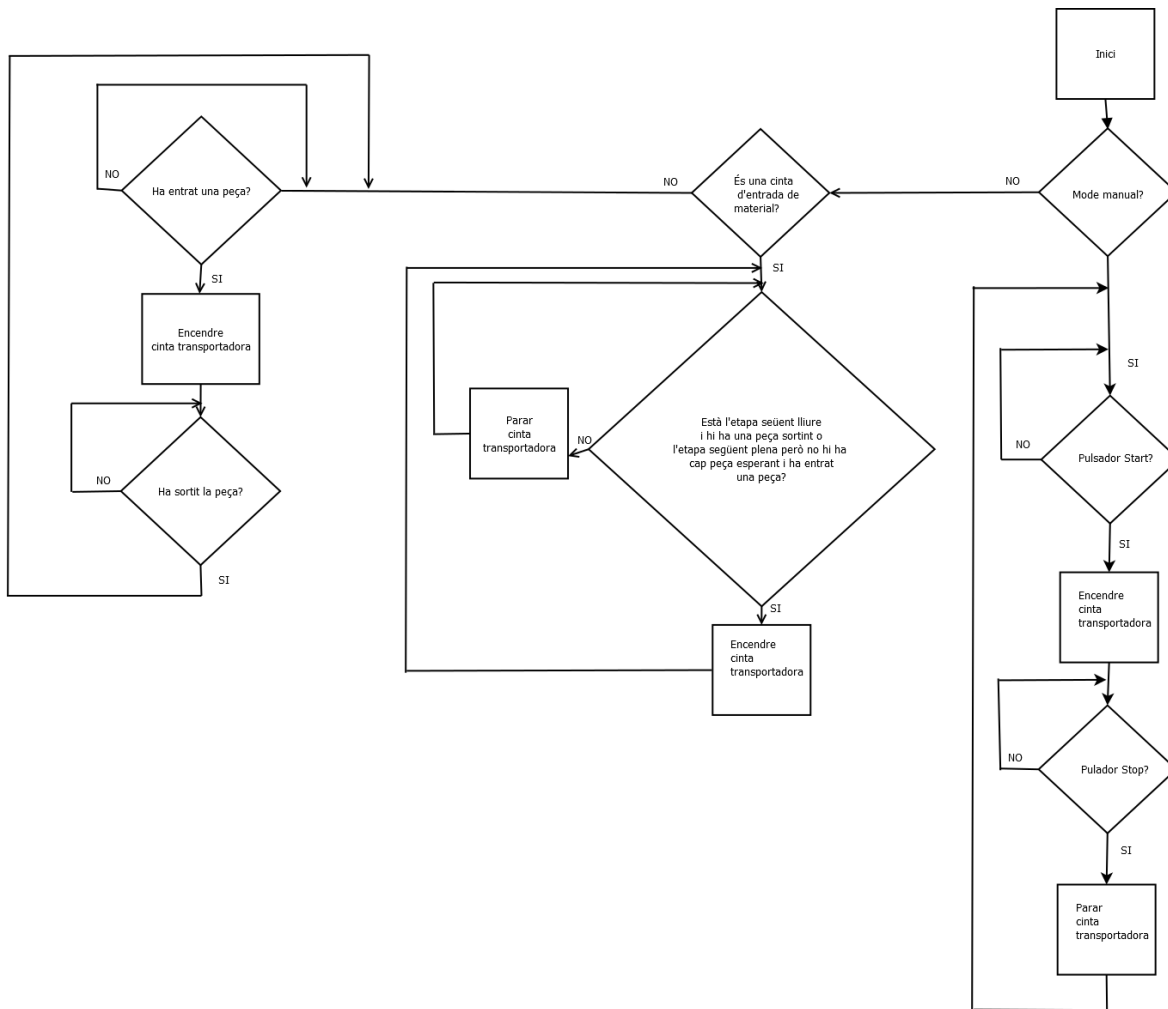 Inici
Mode manual?
NO
SI
És una cinta
d'entrada de
material?
NO
SI
Ha entrat una peça?
NO
SI
Encendre
cinta transportadora
Ha sortit la peça?
NO
SI
Està l'etapa seüent lliure
i hi ha una peça sortint o
l'etapa següent plena però no hi ha
cap peça esperant i ha entrat
una peça?
NO
SI
Parar
cinta
transportadora
Encendre
cinta
transportadora
Pulsador Start?
NO
SI
Encendre
cinta
transportadora
Pulador Stop?
NO
SI
Parar
cinta
transportadora